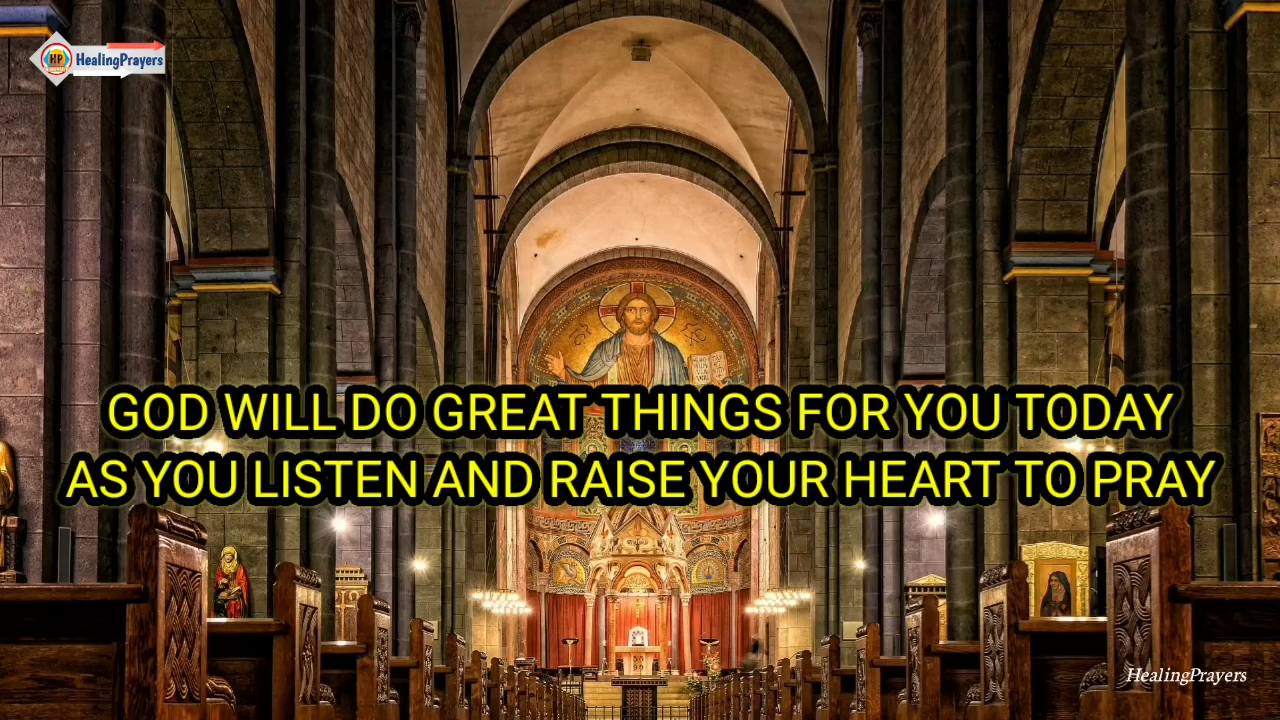 HP HealingPrayers
GOD WILL DO GREAT THINGS FOR YOU TODAY
AS YOU LISTEN AND RAISE YOUR HEART TO PRAY
HealingPrayers